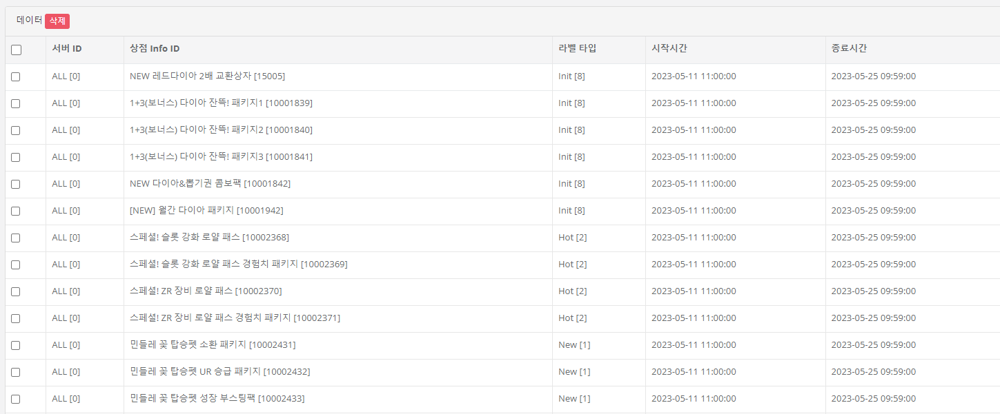 데이터 삭제
서버 ID 상점 Info ID 라벨 타입 시작시간 종료시간
ALL [0] NEW 레드다이아 2배 교환상자 [15005] Init [8] 2023-05-11 11:00:00 2023-05-25 09:59:00
ALL [0] 1+3(보너스) 다이아 잔뜩! 패키지1 [10001839] Init [8] 2023-05-11 11:00:00 2023-05-25 09:59:00
ALL [0] 1+3(보너스) 다이아 잔뜩! 패키지2 [10001840] Init [8] 2023-05-11 11:00:00 2023-05-25 09:59:00
ALL [0] 1+3(보너스) 다이아 잔뜩! 패키지3 [10001841] Init [8] 2023-05-11 11:00:00 2023-05-25 09:59:00
ALL [0] NEW 다이아&뽑기권 콤보팩 [10001842] Init [8] 2023-05-11 11:00:00 2023-05-25 09:59:00
ALL [0] [NEW] 월간 다이아 패키지 [10001942] Init [8] 2023-05-11 11:00:00 2023-05-25 09:59:00
ALL [0] 스페셜! 슬롯 강화 로얄 패스 [10002368] Hot [2] 2023-05-11 11:00:00 2023-05-25 09:59:00
ALL [0] 스페셜! 슬롯 강화 로얄 패스 경험치 패키지 [10002369] Hot [2] 2023-05-11 11:00:00 2023-05-25 09:59:00
ALL [0] 스페셜! ZR 장비 로얄 패스 [10002370] Hot [2] 2023-05-11 11:00:00 2023-05-25 09:59:00
ALL [0] 스페셜! ZR 장비 로얄 패스 경험치 패키지 [10002371] Hot [2] 2023-05-11 11:00:00 2023-05-25 09:59:00
ALL [0] 민들레 꽃 탑승펫 소환 패키지 [10002431] New [1] 2023-05-11 11:00:00 2023-05-25 09:59:00
ALL [0] 민들레 꽃 탑승펫 UR 승급 패키지 [10002432] New [1] 2023-05-11 11:00:00 2023-05-25 09:59:00
ALL [0] 민들레 꽃 탑승펫 성장 부스팅팩 [10002433] New [1] 2023-05-11 11:00:00 2023-05-25 09:59:00